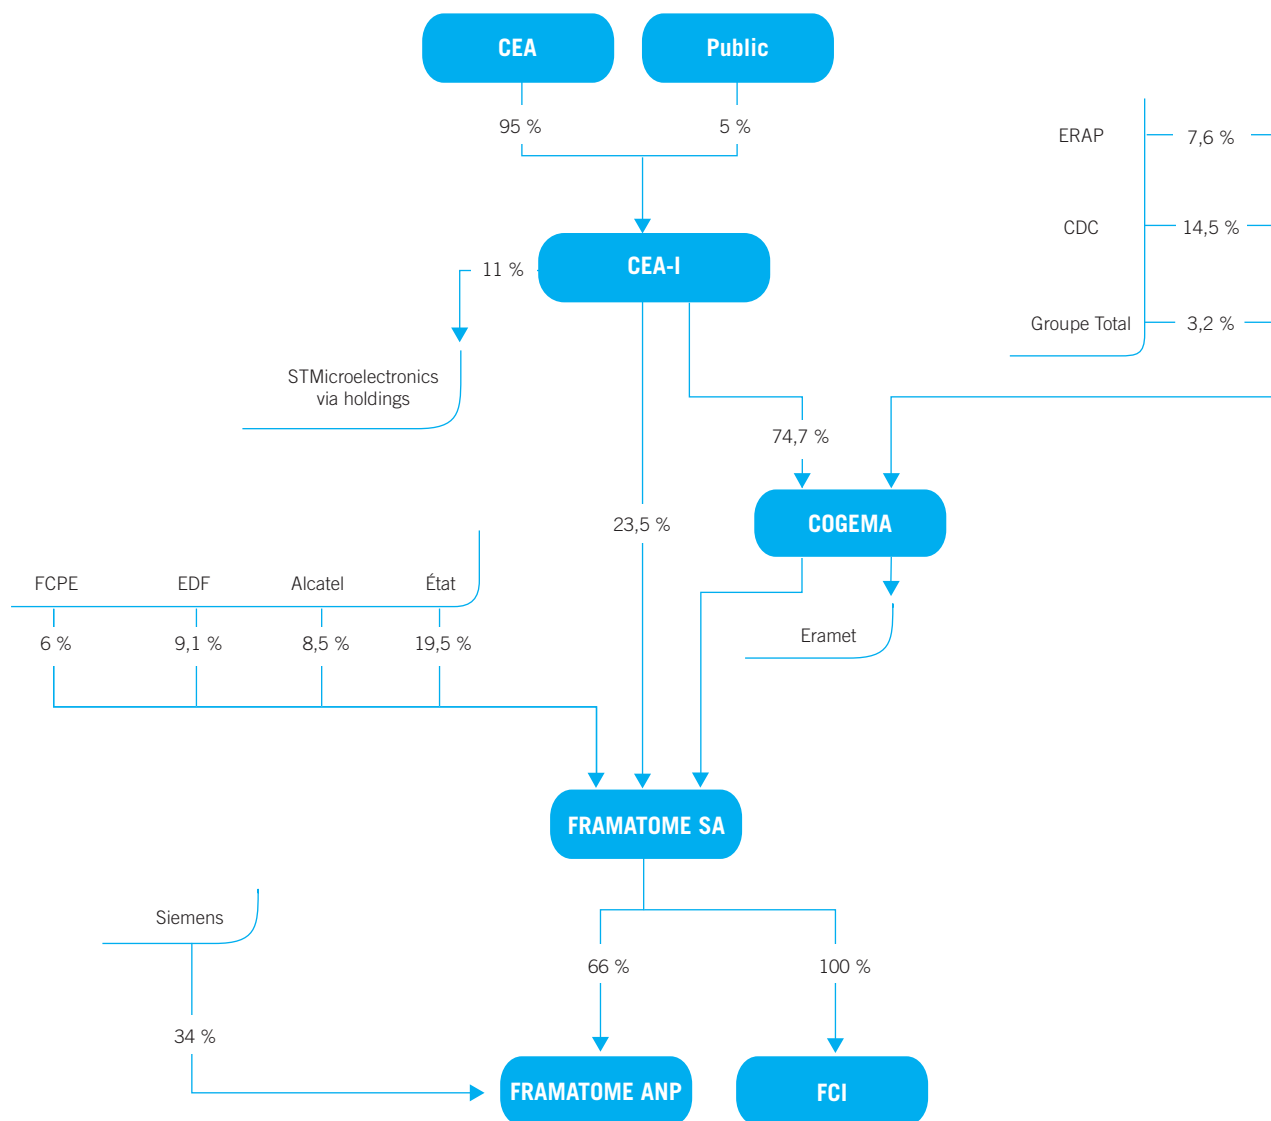 CEA
Public
95 %
5 %
ERAP
7,6 %
CDC
14,5 %
Groupe Total
3,2 %
CEA-I
11 %
STMicroelectronics
via holdings
74,7 %
COGEMA
23,5 %
FCPE
EDF
Alcatel
État
6 %
9,1 %
8,5 %
19,5 %
Eramet
FRAMATOME SA
Siemens
66 %
100 %
34 %
FRAMATOME ANP
FCI